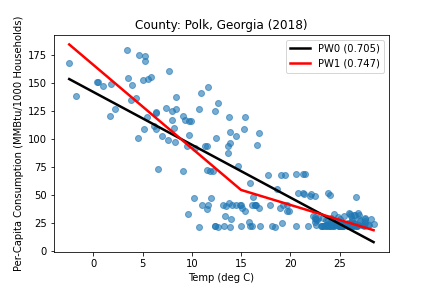 County: Polk, Georgia (2018)
Per-Capita Consumption (MMBtu/1000 Households)
175
150
125
100
75
50
25
0
PW0 (0.705)
PW1 (0.747)
0 5 10 15 20 25
Temp (deg C)